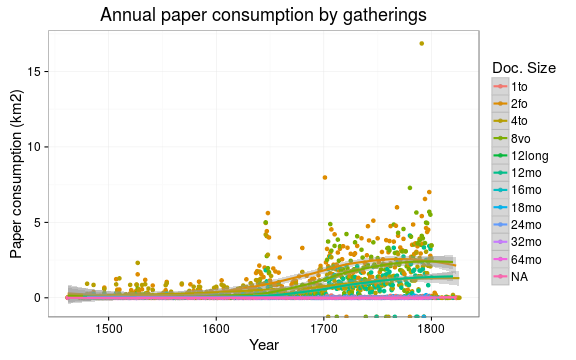 Annual paper consumption by gatherings
Paper consumption (km2)
15
10
5
0
1500
1600
1700
1800
Year
Doc. Size
1to
2fo
4to
8vo
12long
12mo
16mo
18mo
24mo
32mo
64mo
NA